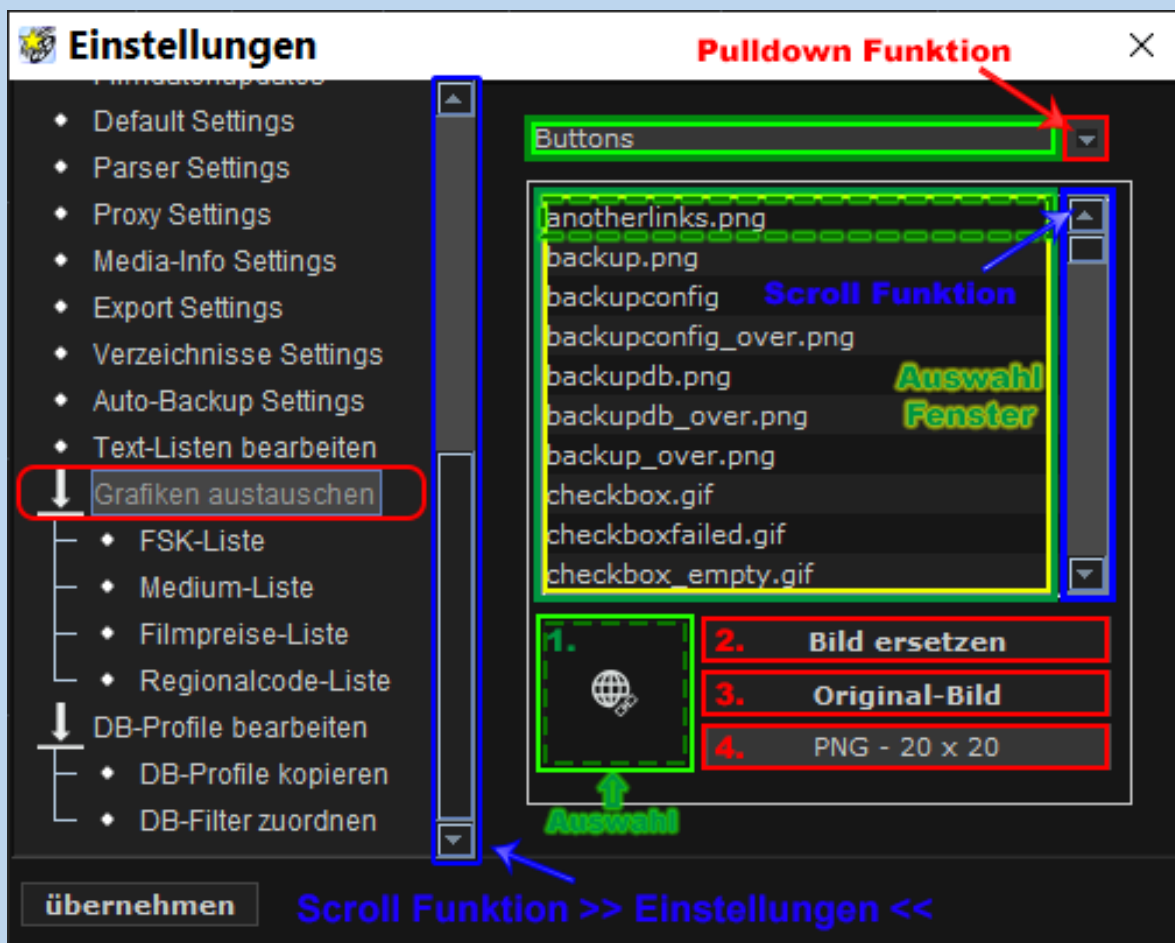 Einstellungen
Pulldown Funktion
Default Settings
Parser Settings
Proxy Settings
Media-Info Settings
Export Settings
Verzeichnisse Settings
Auto-Backup Settings
Text-Listen bearbeiten
Grafiken austauschen
FSK-Liste
Medium-Liste
Filmpreise-Liste
Regionalcode-Liste
DB-Profile bearbeiten
DB-Profile kopieren
DB-Filter zuordnen
Buttons
anotherlinks.png
backup.png
backupconfig
Scroll Funktion
backupconfig_over.png
backupdb.png
Auswahl
backupdb_over.png
Fenster
backup_over.png
checkbox.gif
checkboxfailed.gif
checkbox_empty.gif
1.
2. Bild ersetzen
3. Original-Bild
4. PNG - 20 x 20
Auswahl
übernehmen
Scroll Funktion >> Einstellungen <<